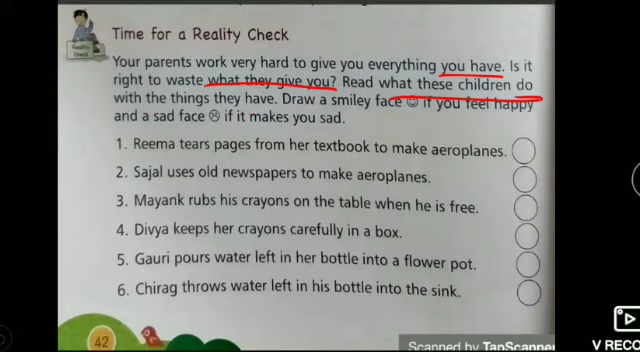 Time for a Reality Check
Reality
Check
Your parents work very hard to give you everything you have. Is it
right to waste what they give you? Read what these children do
with the things they have. Draw a smiley face ☺ if you feel happy
and a sad face ☹ if it makes you sad.
1. Reema tears pages from her textbook to make aeroplanes.
2. Sajal uses old newspapers to make aeroplanes.
3. Mayank rubs his crayons on the table when he is free.
4. Divya keeps her crayons carefully in a box.
5. Gauri pours water left in her bottle into a flower pot.
6. Chirag throws water left in his bottle into the sink.
42
Scanned by TapScanner
V RECO